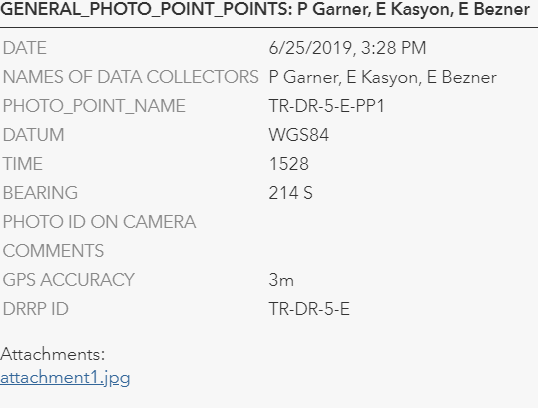 GENERAL_PHOTO_POINT_POINTS: P Garner, E Kasyon, E Bezner
DATE 6/25/2019, 3:28 PM
NAMES OF DATA COLLECTORS P Garner, E Kasyon, E Bezner
PHOTO_POINT_NAME TR-DR-5-E-PP1
DATUM WGS84
TIME 1528
BEARING 214 S
PHOTO ID ON CAMERA
COMMENTS
GPS ACCURACY 3m
DRRP ID TR-DR-5-E
Attachments:
attachment1.jpg